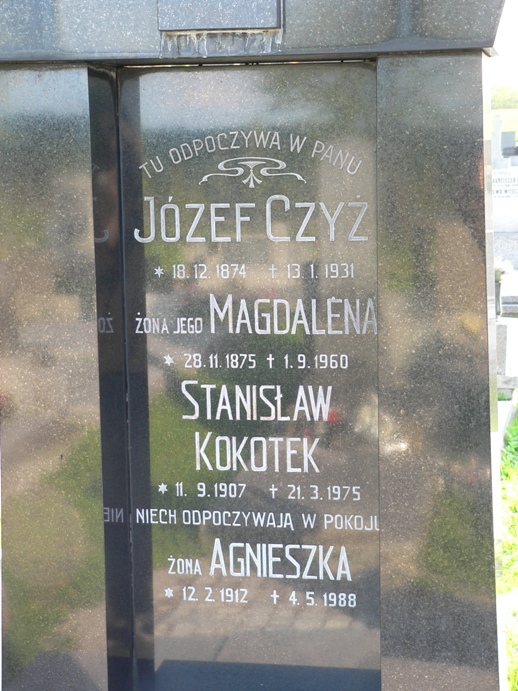 TU ODPOCZYWA W PANU
JÓZEF CZYŻ
* 18.12.1874 + 13.1.1931
ŻONA JEGO MAGDALENA
* 28.11.1875 + 1.9.1960
STANISŁAW
KOKOTEK
* 11.9.1907 + 21.3.1975
NIECH ODPOCZYWAJĄ W POKOJU
ŻONA AGNIESZKA
* 12.2.1912 + 4.5.1988